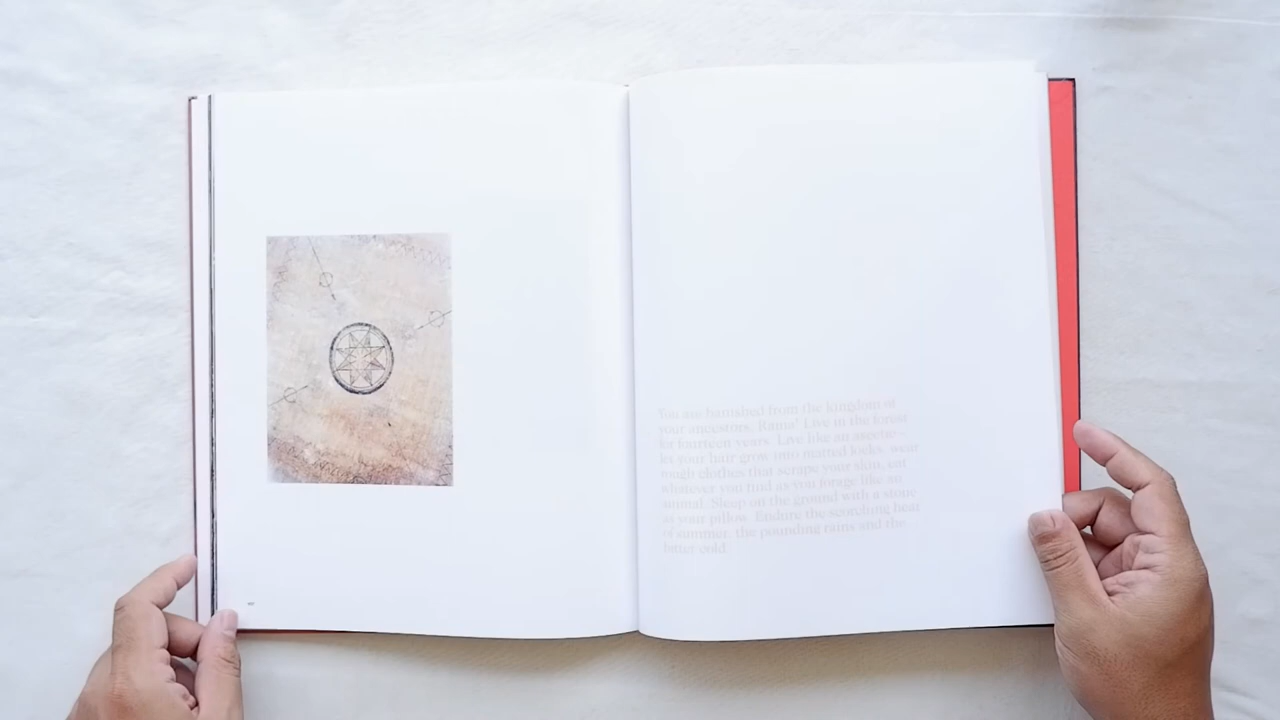 You are banished from the kingdom of
your ancestors, Rama! Live in the forest
for fourteen years. Live like an ascetic –
let your hair grow into matted locks, wear
rough clothes that scrape your skin, eat
whatever you find as you forage like an
animal. Sleep on the ground with a stone
as your pillow. Endure the scorching heat
of summer, the pounding rains and the
bitter cold.